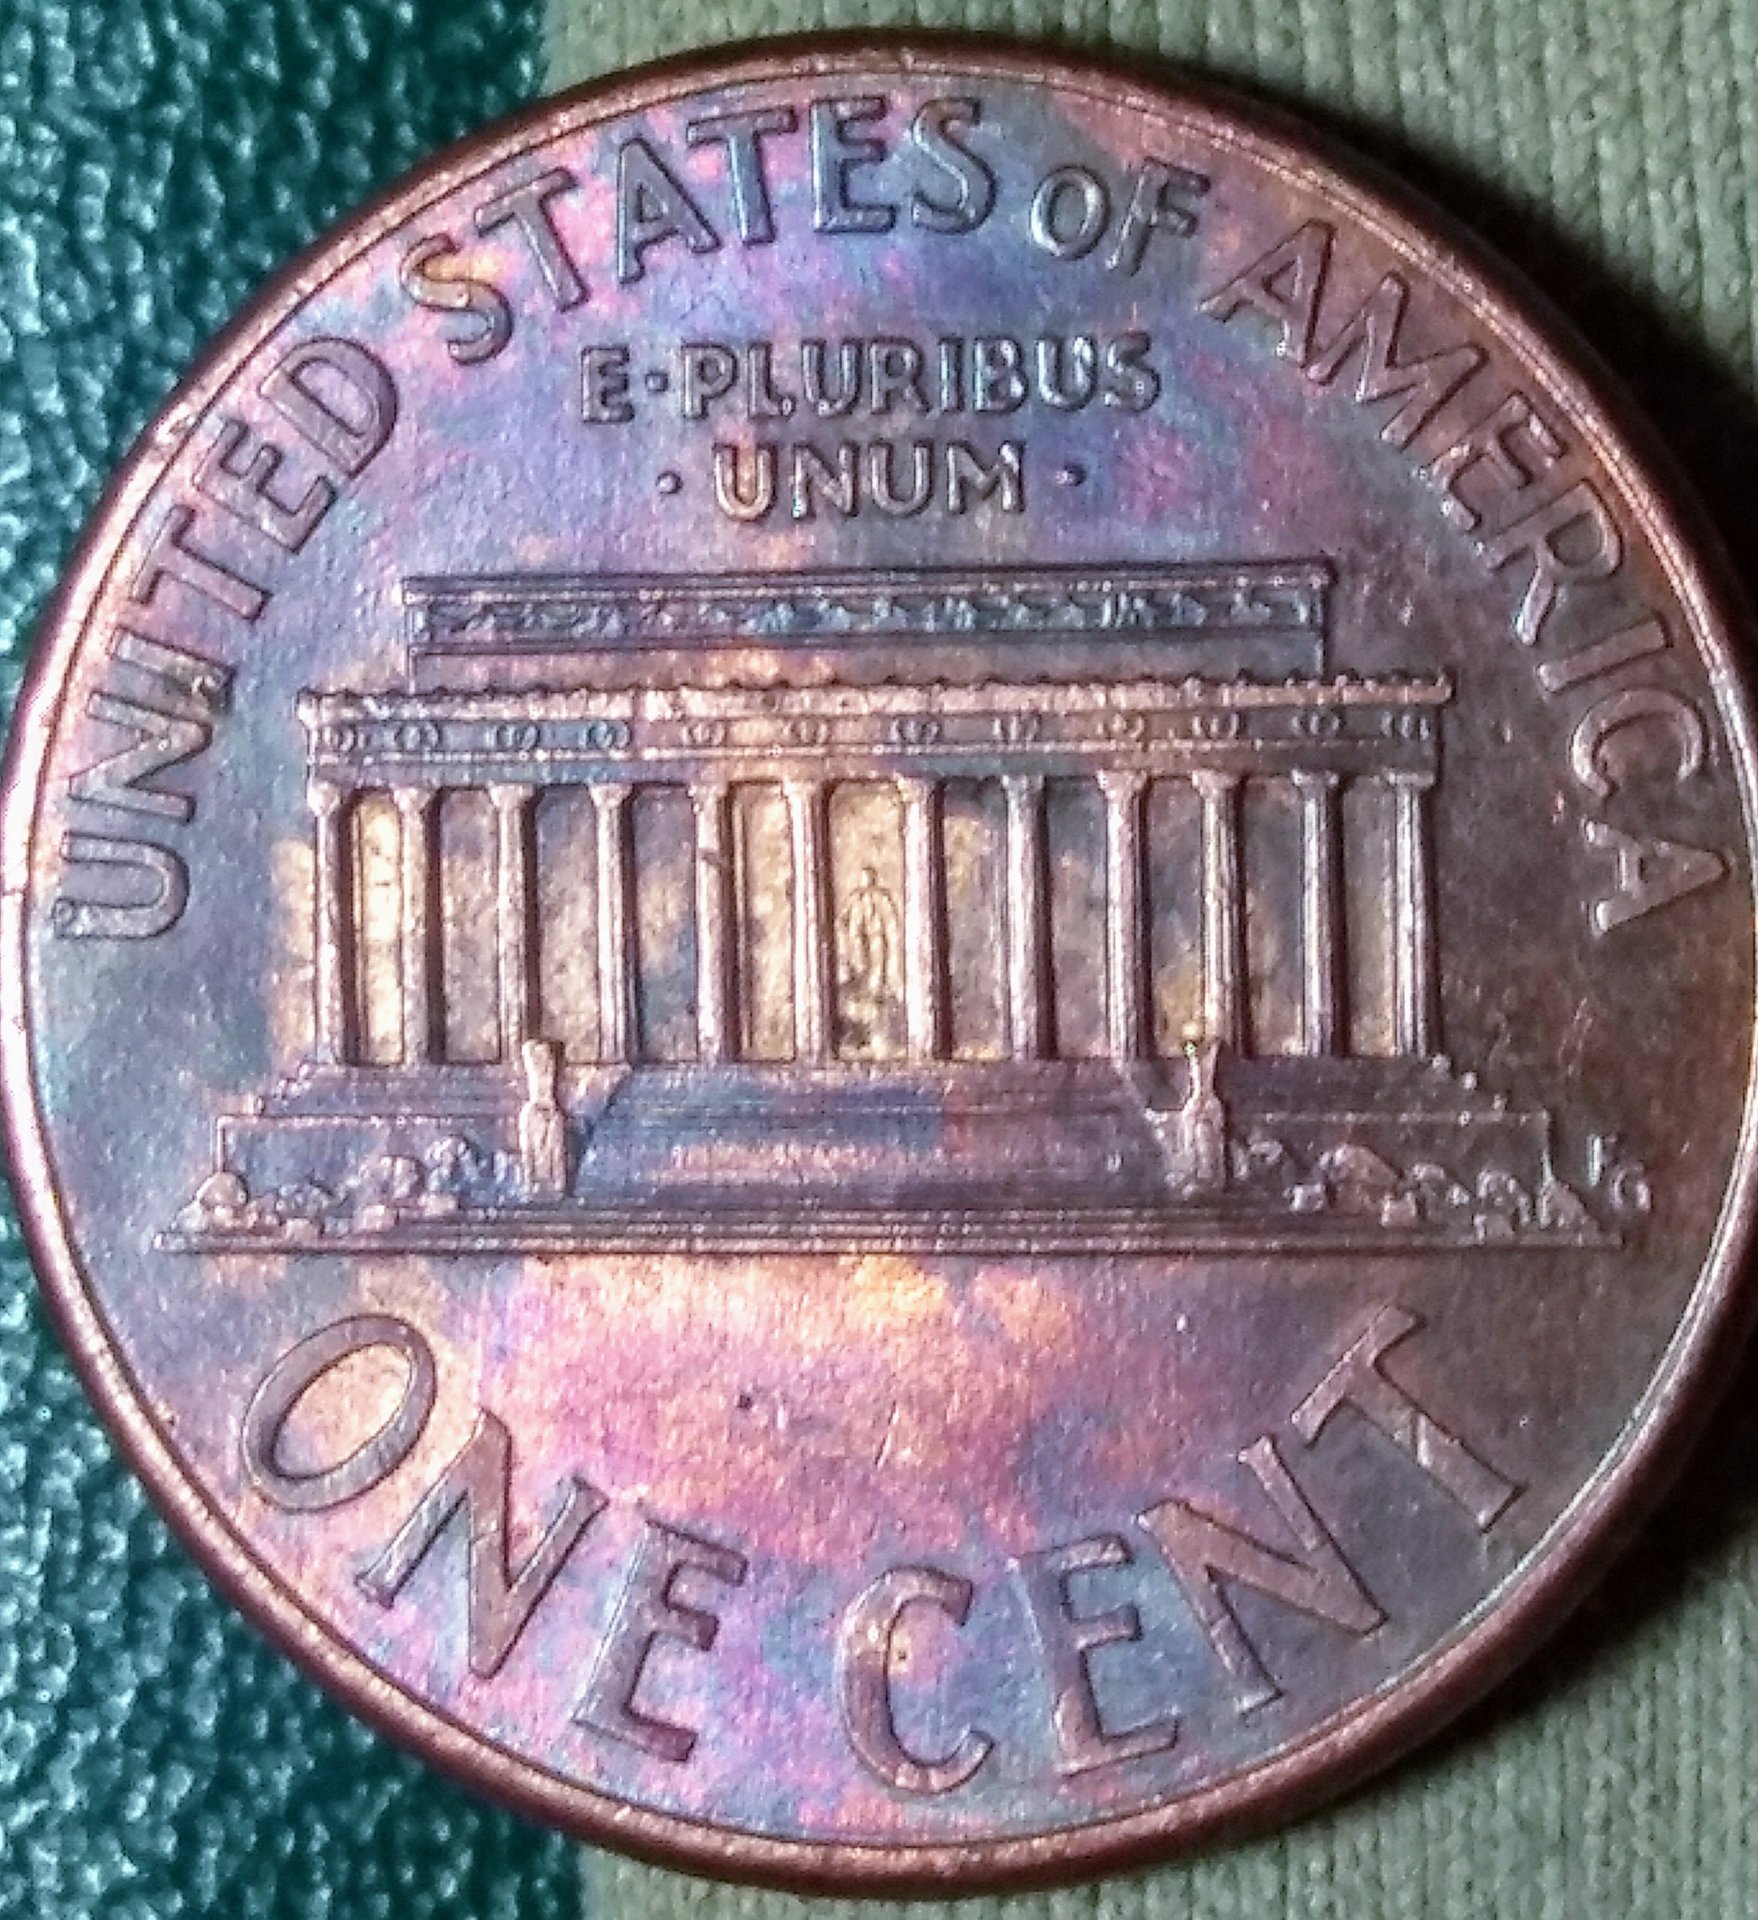 UNITED STATES OF AMERICA
E·PLURIBUS
·UNUM·
FG
ONE CENT